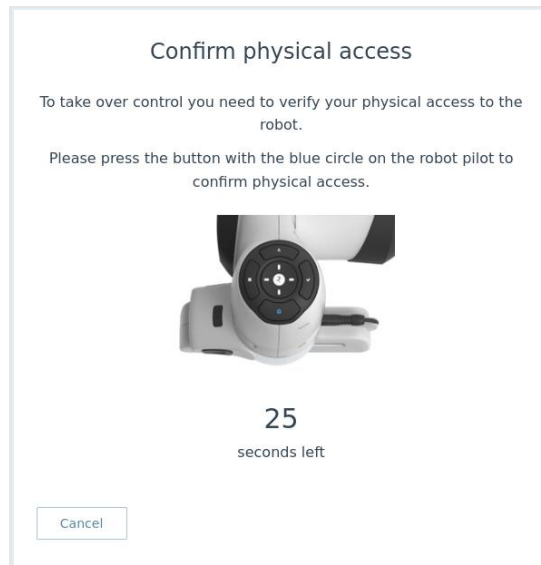 Confirm physical access
To take over control you need to verify your physical access to the
robot.
Please press the button with the blue circle on the robot pilot to
confirm physical access.
25
seconds left
Cancel